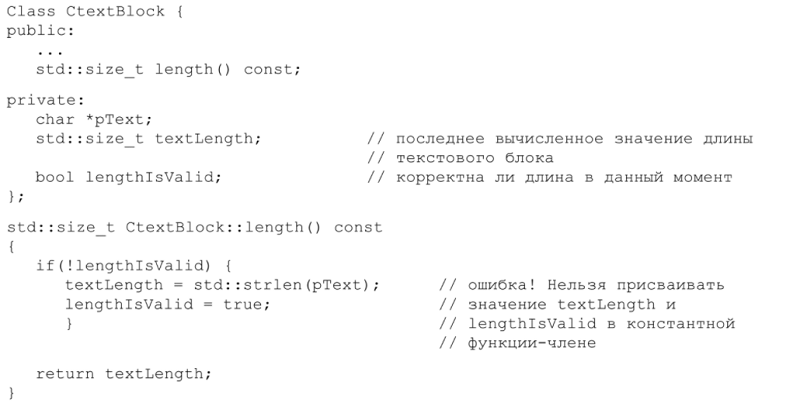 Class CtextBlock {
public:
...
std::size_t length() const;
private:
char *pText;
std::size_t textLength; // последнее вычисленное значение длины
// текстового блока
bool lengthIsValid; // корректна ли длина в данный момент
};
std::size_t CtextBlock::length() const
{
if(!lengthIsValid) {
textLength = std::strlen(pText); // ошибка! Нельзя присваивать
lengthIsValid = true; // значение textLength и
} // lengthIsValid в константной
// функции-члене
return textLength;
}